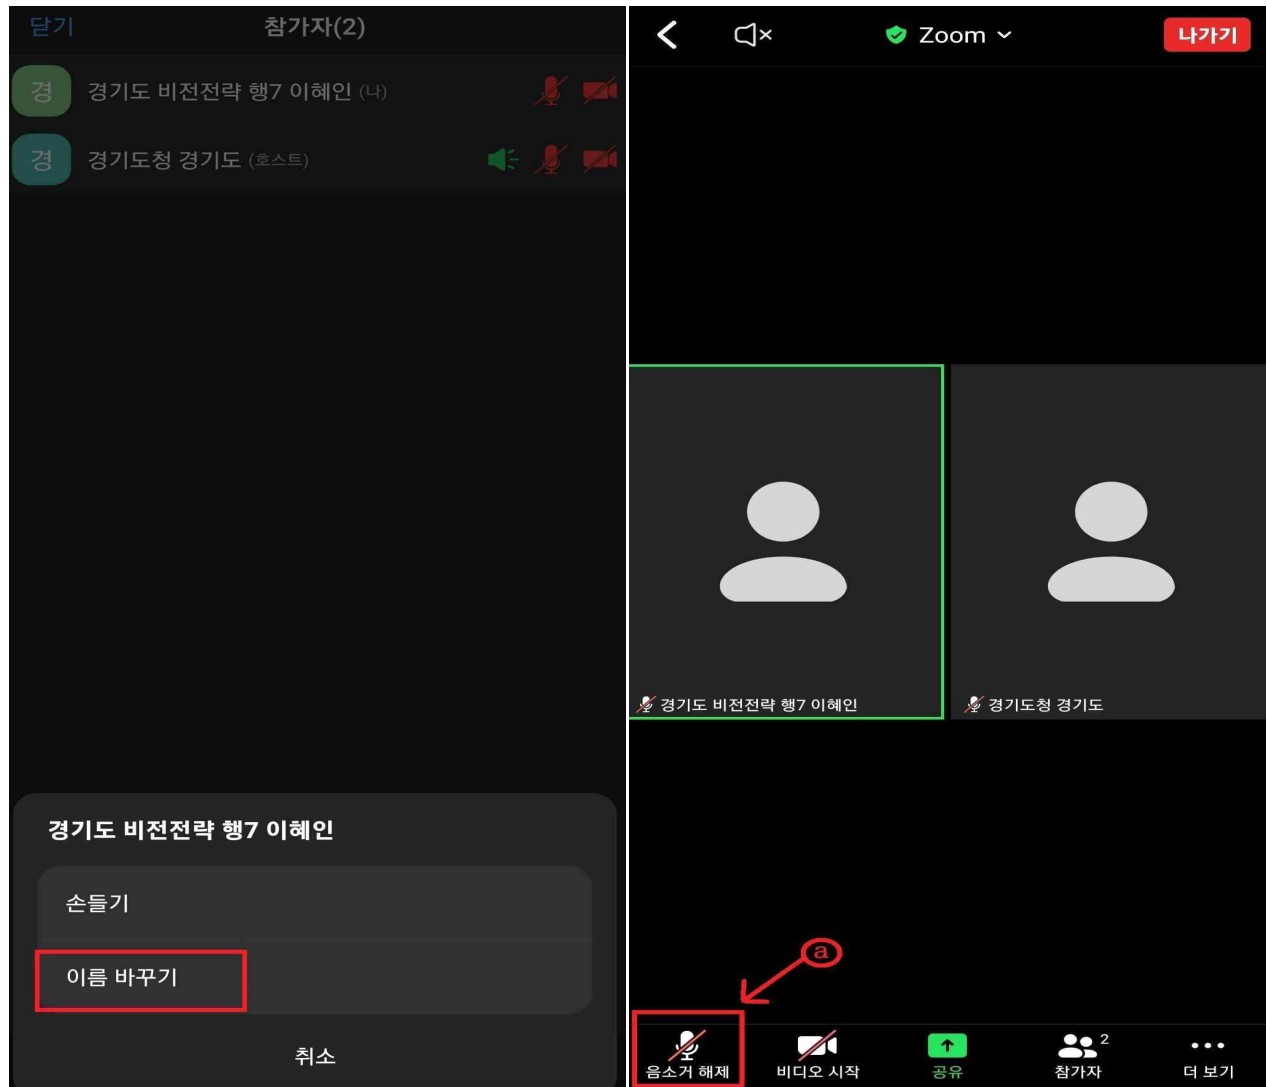 닫기 참가자(2)
경 경기도 비전전략 행7 이혜인 (나)
경 경기도청 경기도 (호스트)
경기도 비전전략 행7 이혜인
손들기
이름 바꾸기
취소
Zoom 나가기
경기도 비전전략 행7 이혜인
경기도청 경기도
a
2
음소거 해제 비디오 시작 공유 참가자 더 보기